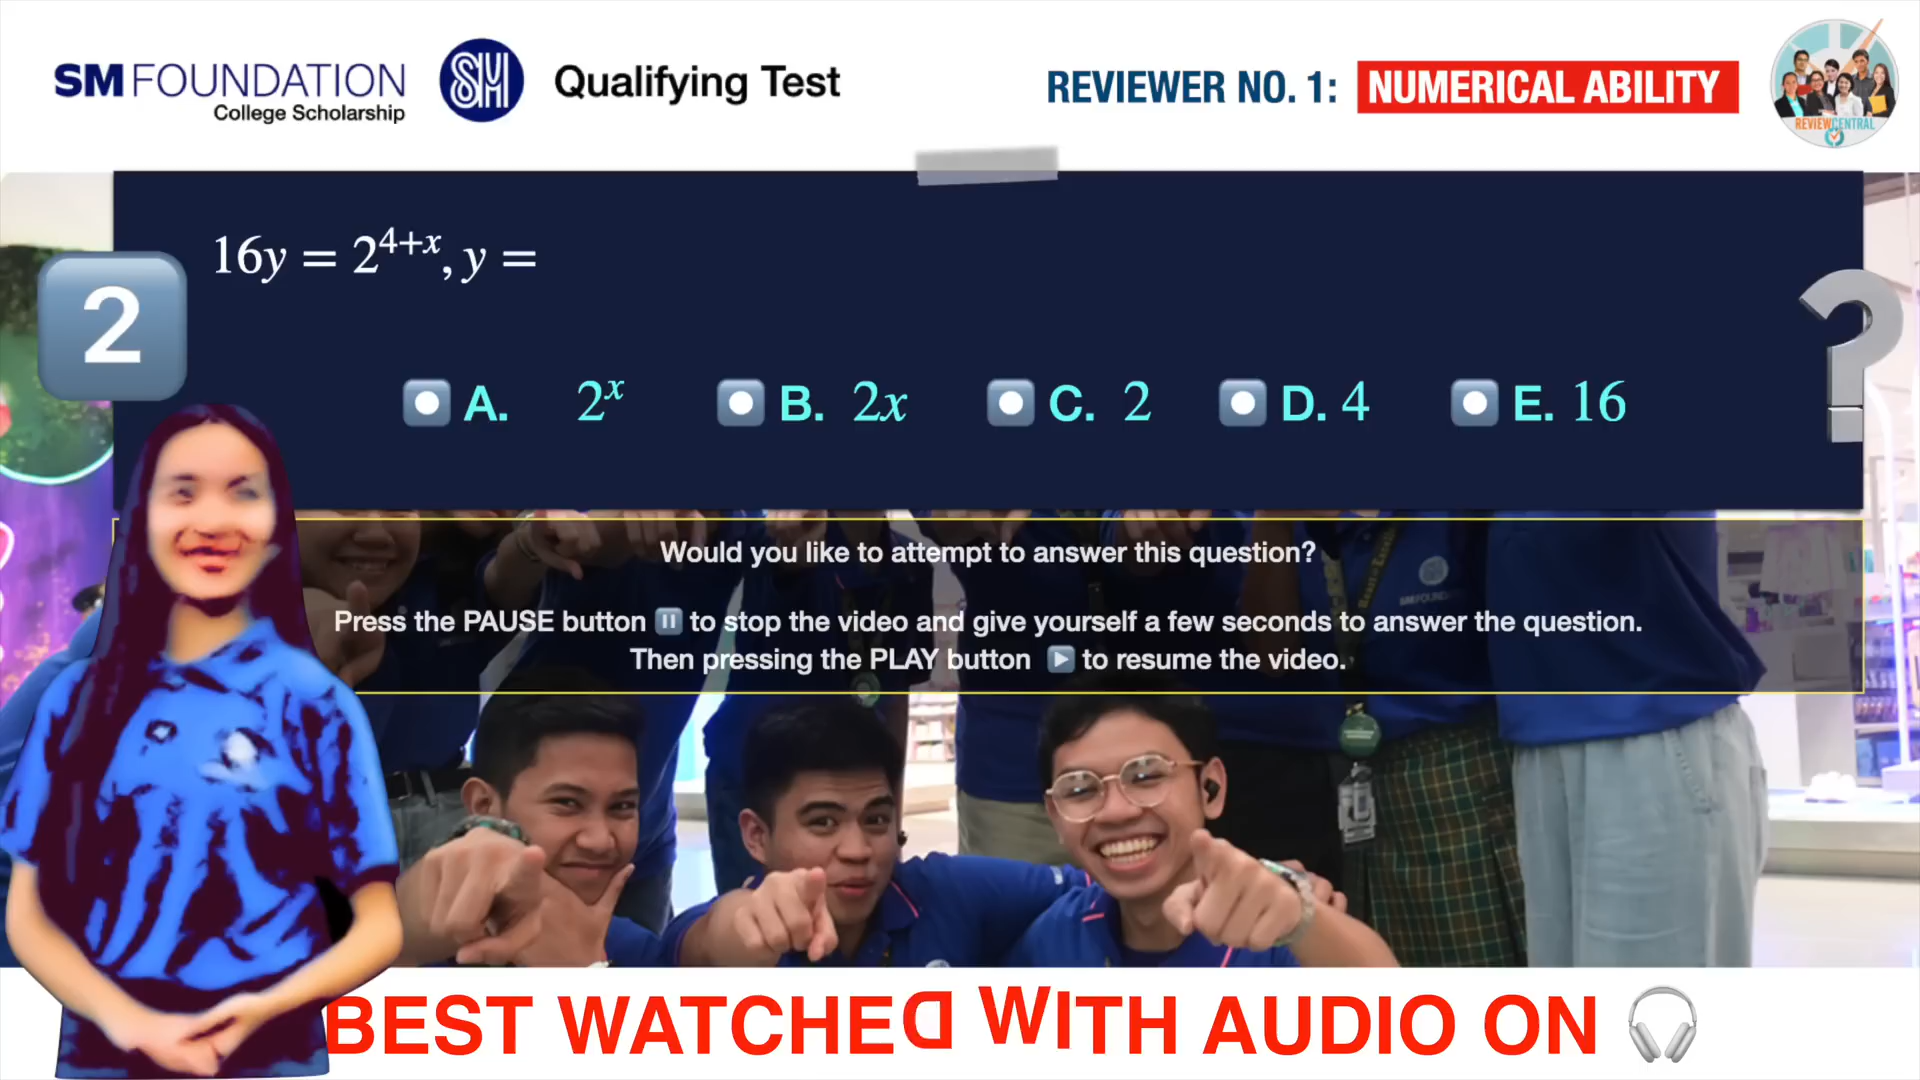 SM FOUNDATION
College Scholarship
SM
Qualifying Test
REVIEWER NO. 1: NUMERICAL ABILITY
REVIEWCENTRAL
2
16y = 2^{4+x}, y =
?
A. 2^x B. 2x C. 2 D. 4 E. 16
Would you like to attempt to answer this question?
Press the PAUSE button ⏸ to stop the video and give yourself a few seconds to answer the question.
Then pressing the PLAY button ▶ to resume the video.
BEST WATCHED WITH AUDIO ON